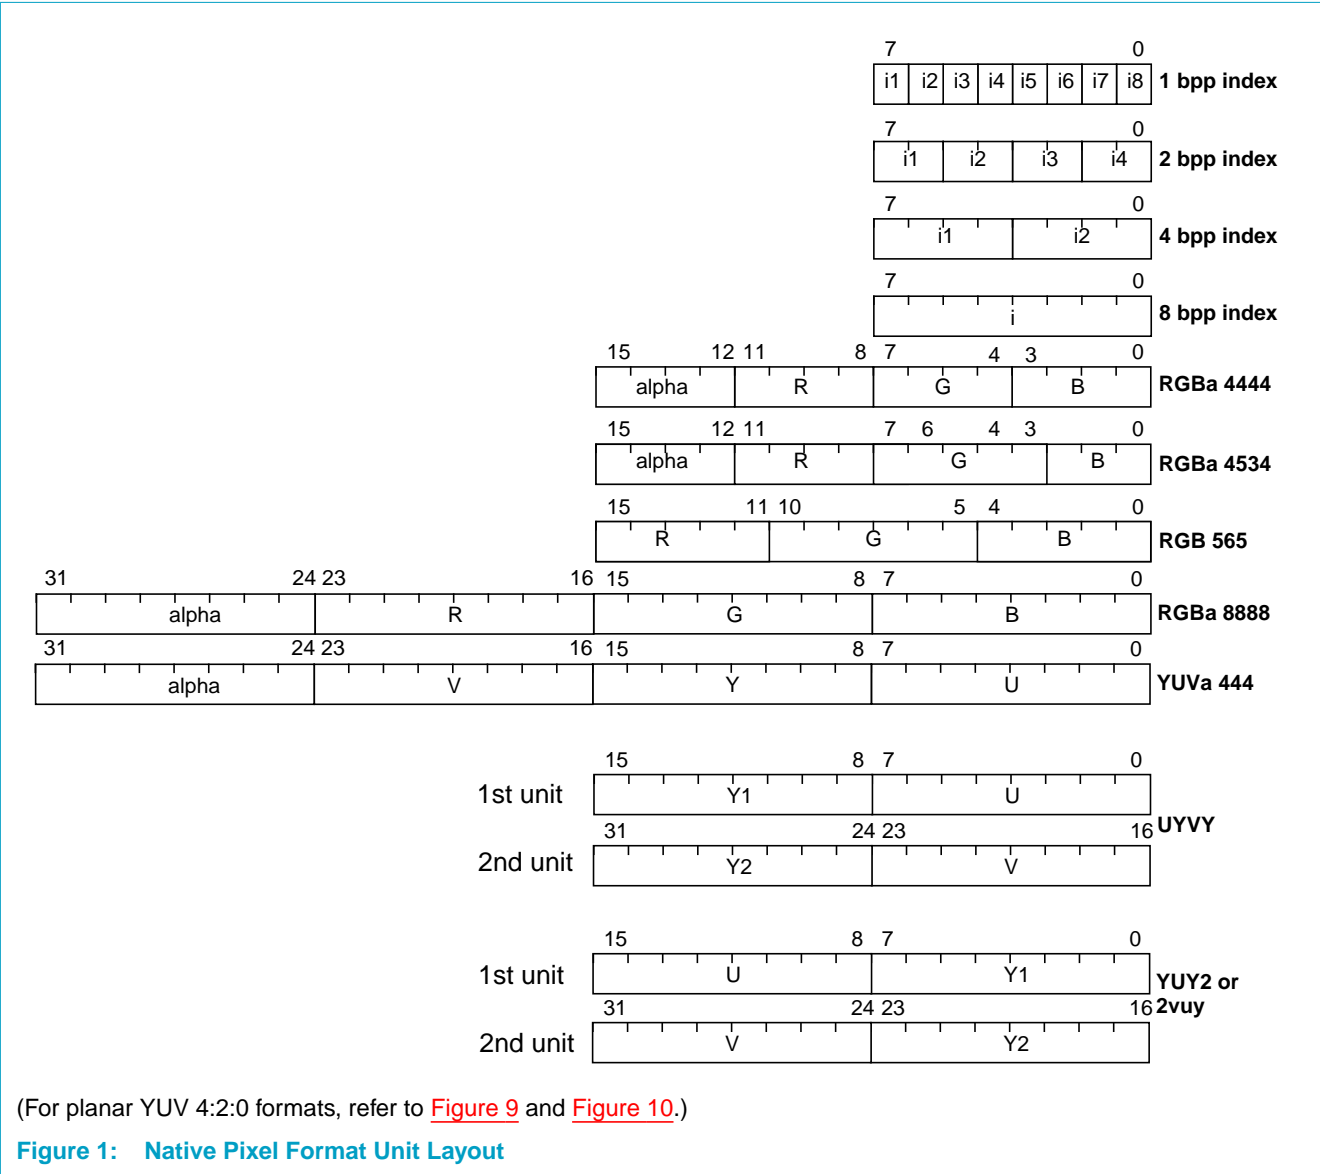 7 0
i1 i2 i3 i4 i5 i6 i7 i8 1 bpp index
7 0
i1 i2 i3 i4 2 bpp index
7 0
i1 i2 4 bpp index
7 0
i 8 bpp index
15 12 11 8 7 4 3 0
alpha R G B RGBa 4444
15 12 11 7 6 4 3 0
alpha R G B RGBa 4534
15 11 10 5 4 0
R G B RGB 565
31 24 23 16 15 8 7 0
alpha R G B RGBa 8888
31 24 23 16 15 8 7 0
alpha V Y U YUVa 444
15 8 7 0
1st unit Y1 U
UYVY
31 24 23 16
2nd unit Y2 V
15 8 7 0
1st unit U Y1
YUY2 or
2vuy
31 24 23 16
2nd unit V Y2
(For planar YUV 4:2:0 formats, refer to Figure 9 and Figure 10.)
Figure 1: Native Pixel Format Unit Layout